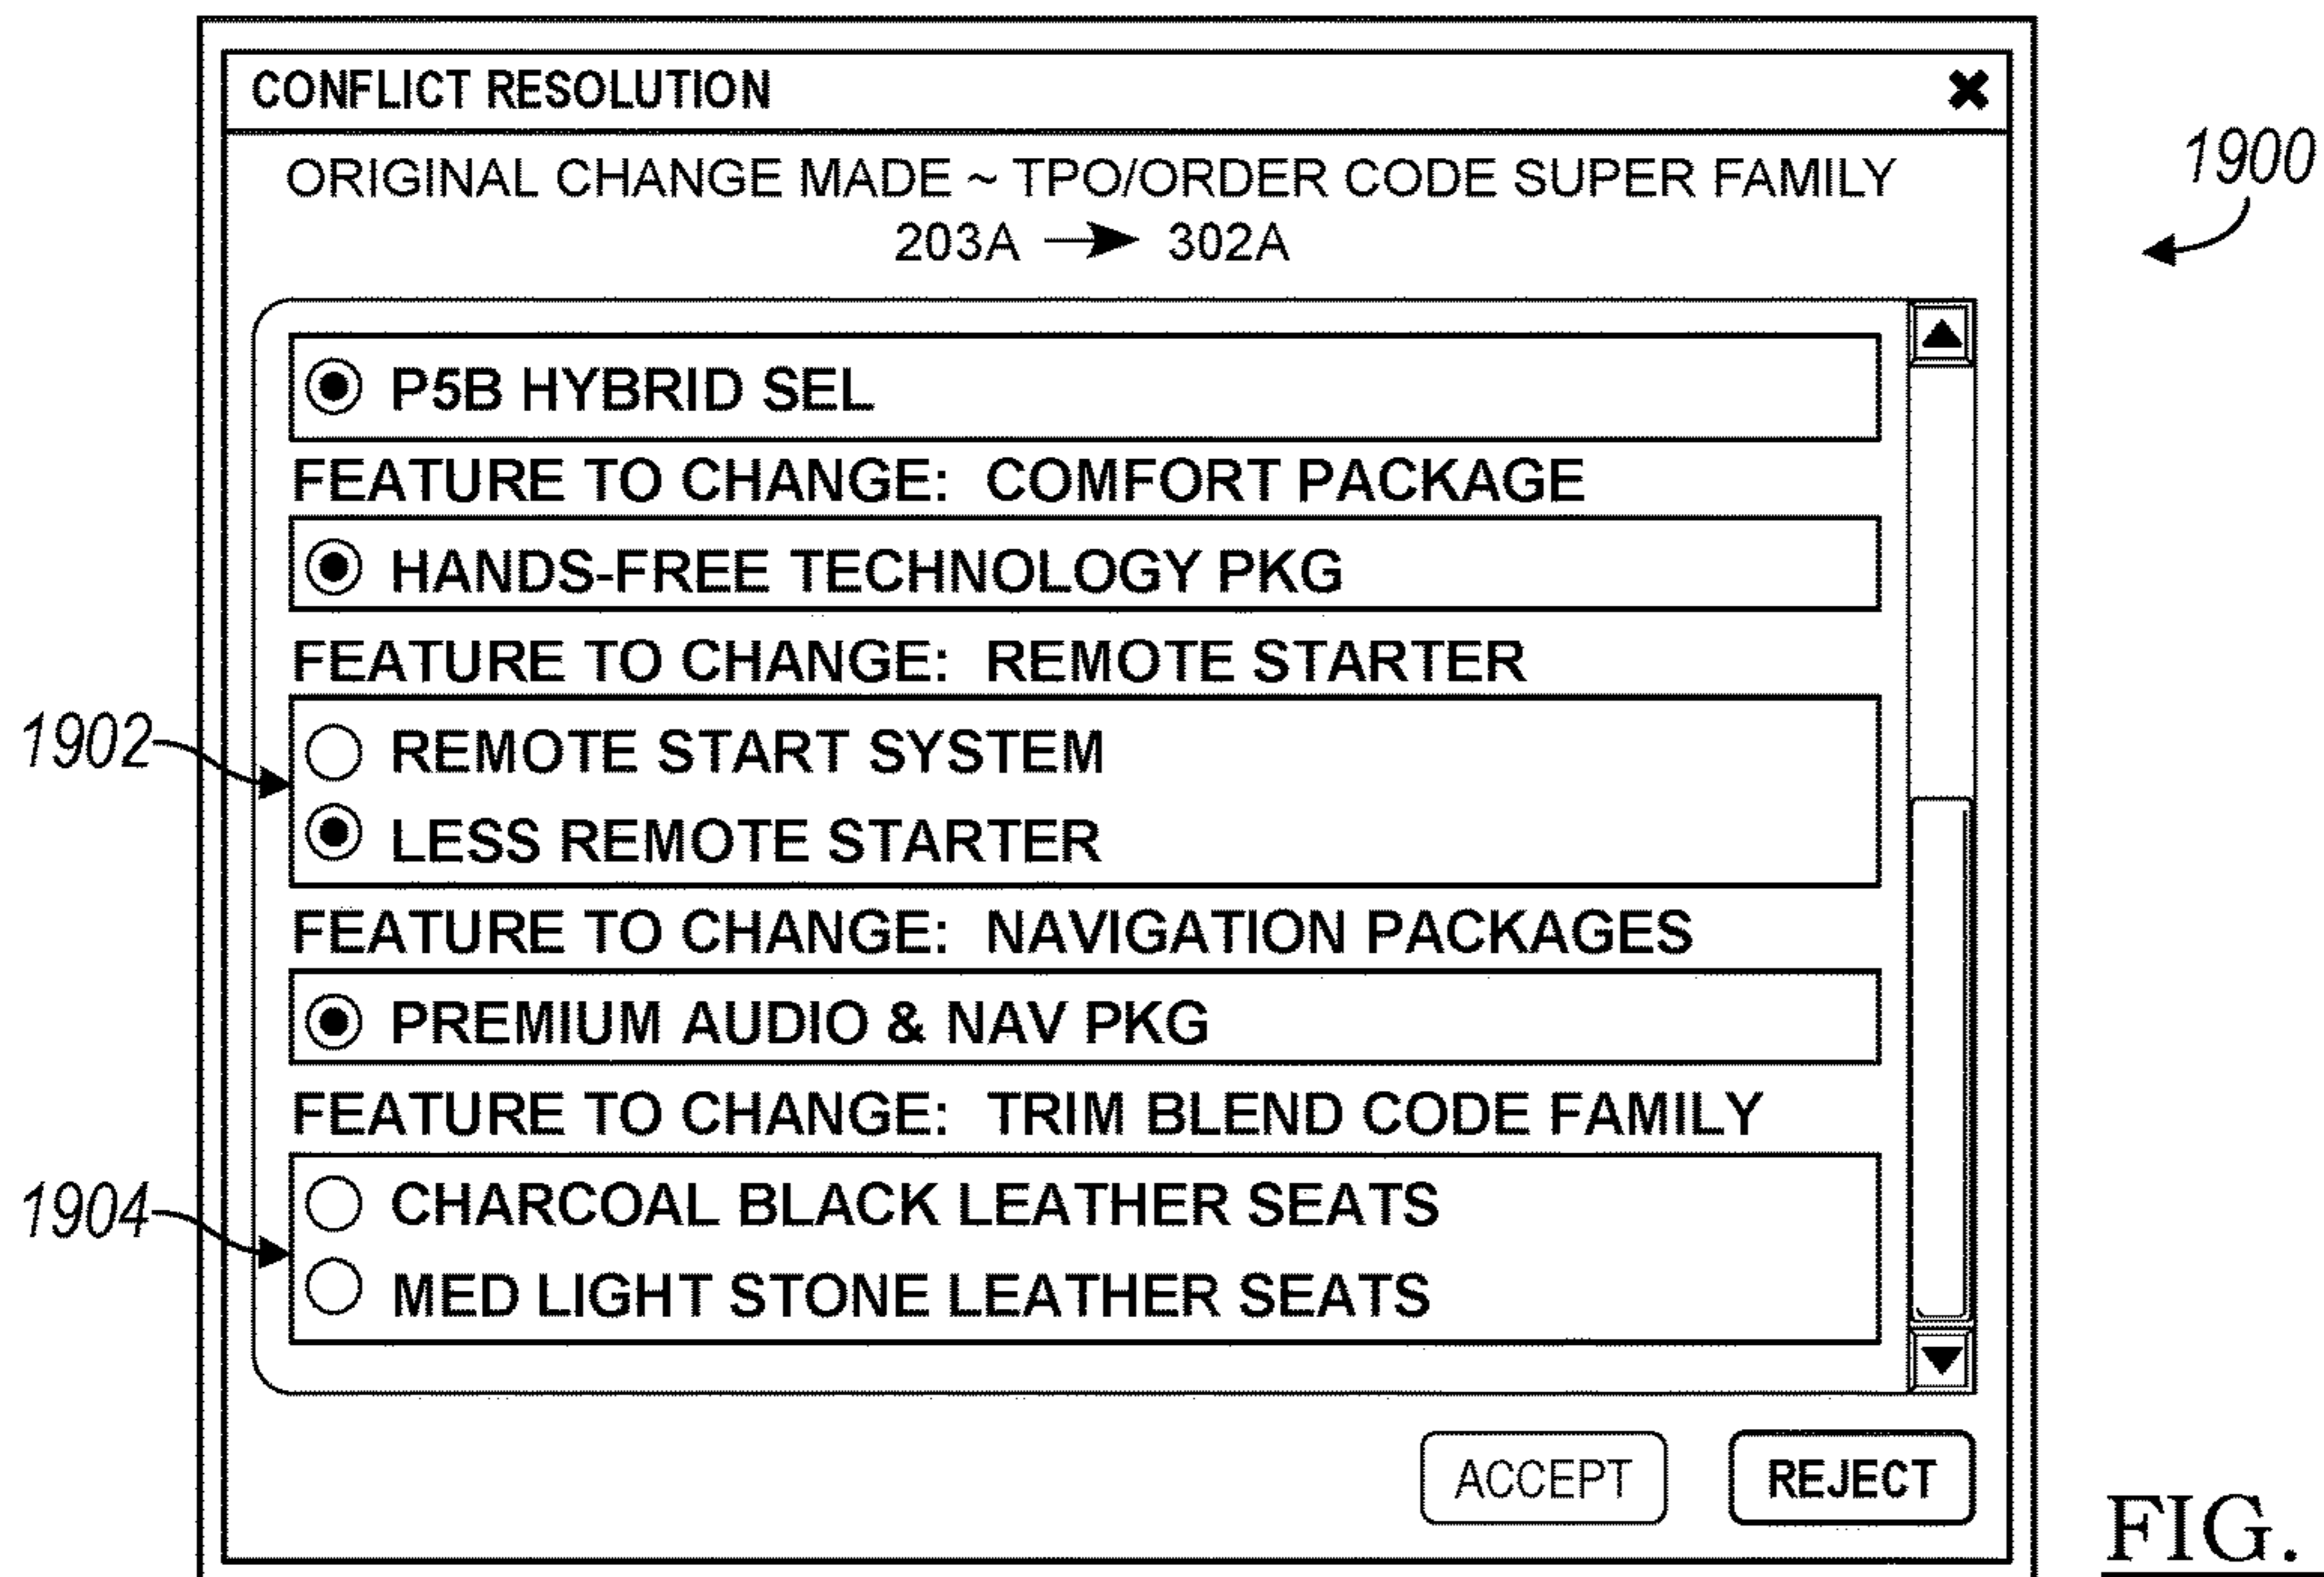 CONFLICT RESOLUTION
ORIGINAL CHANGE MADE ~ TPO/ORDER CODE SUPER FAMILY
203A → 302A
1900
P5B HYBRID SEL
FEATURE TO CHANGE: COMFORT PACKAGE
HANDS-FREE TECHNOLOGY PKG
FEATURE TO CHANGE: REMOTE STARTER
1902
REMOTE START SYSTEM
LESS REMOTE STARTER
FEATURE TO CHANGE: NAVIGATION PACKAGES
PREMIUM AUDIO & NAV PKG
FEATURE TO CHANGE: TRIM BLEND CODE FAMILY
1904
CHARCOAL BLACK LEATHER SEATS
MED LIGHT STONE LEATHER SEATS
ACCEPT REJECT
FIG.